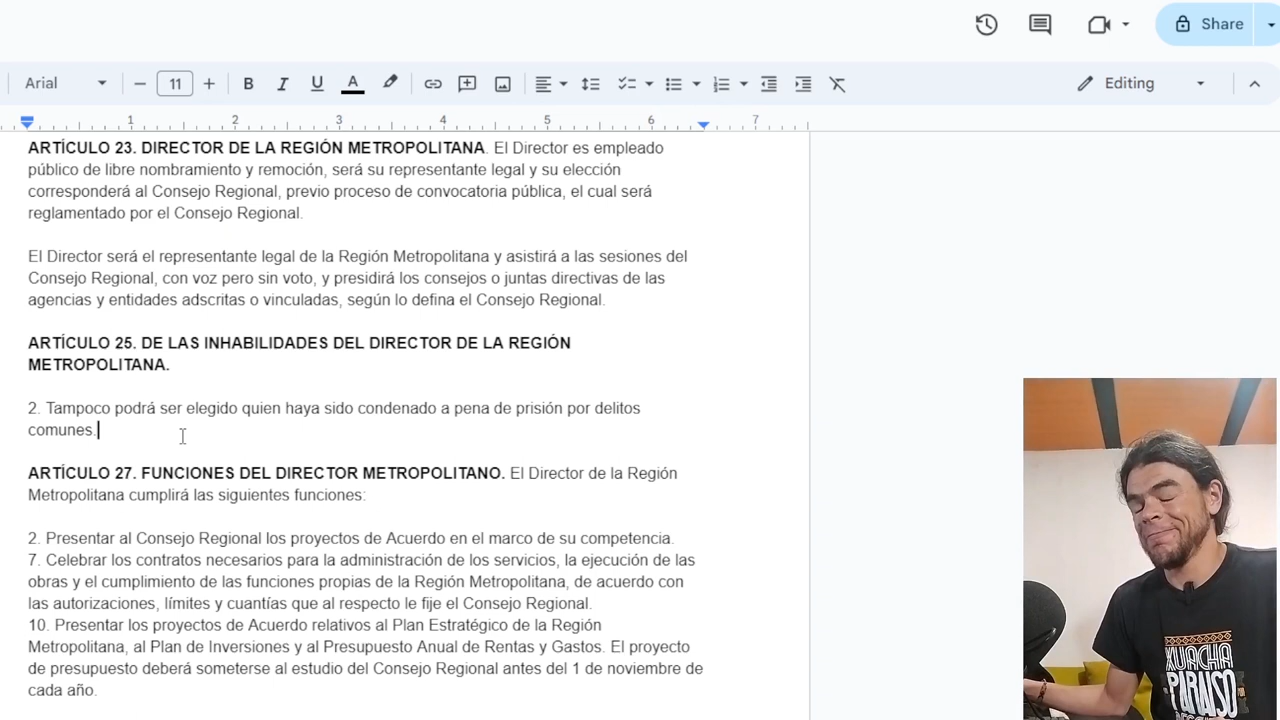 Share
Arial
11
B I U A
Editing
1 2 3 4 5 6 7
ARTÍCULO 23. DIRECTOR DE LA REGIÓN METROPOLITANA. El Director es empleado
público de libre nombramiento y remoción, será su representante legal y su elección
corresponderá al Consejo Regional, previo proceso de convocatoria pública, el cual será
reglamentado por el Consejo Regional.
El Director será el representante legal de la Región Metropolitana y asistirá a las sesiones del
Consejo Regional, con voz pero sin voto, y presidirá los consejos o juntas directivas de las
agencias y entidades adscritas o vinculadas, según lo defina el Consejo Regional.
ARTÍCULO 25. DE LAS INHABILIDADES DEL DIRECTOR DE LA REGIÓN
METROPOLITANA.
2. Tampoco podrá ser elegido quien haya sido condenado a pena de prisión por delitos
comunes.
ARTÍCULO 27. FUNCIONES DEL DIRECTOR METROPOLITANO. El Director de la Región
Metropolitana cumplirá las siguientes funciones:
2. Presentar al Consejo Regional los proyectos de Acuerdo en el marco de su competencia.
7. Celebrar los contratos necesarios para la administración de los servicios, la ejecución de las
obras y el cumplimiento de las funciones propias de la Región Metropolitana, de acuerdo con
las autorizaciones, límites y cuantías que al respecto le fije el Consejo Regional.
10. Presentar los proyectos de Acuerdo relativos al Plan Estratégico de la Región
Metropolitana, al Plan de Inversiones y al Presupuesto Anual de Rentas y Gastos. El proyecto
de presupuesto deberá someterse al estudio del Consejo Regional antes del 1 de noviembre de
cada año.
XUACHA
PARAISO